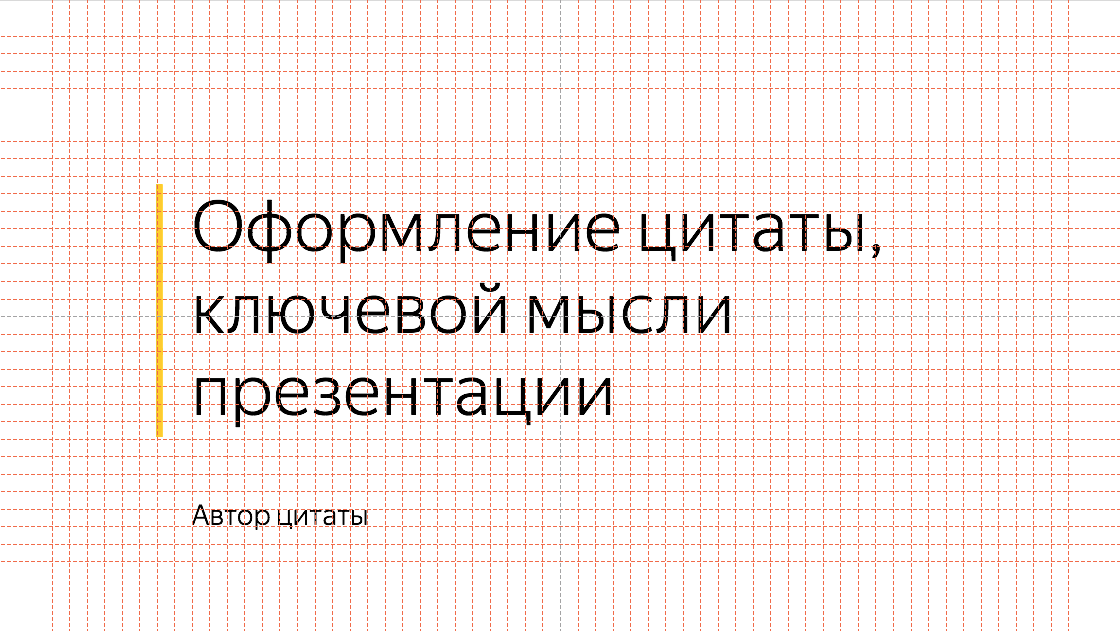 Оформление цитаты,
ключевой мысли
презентации
Автор цитаты